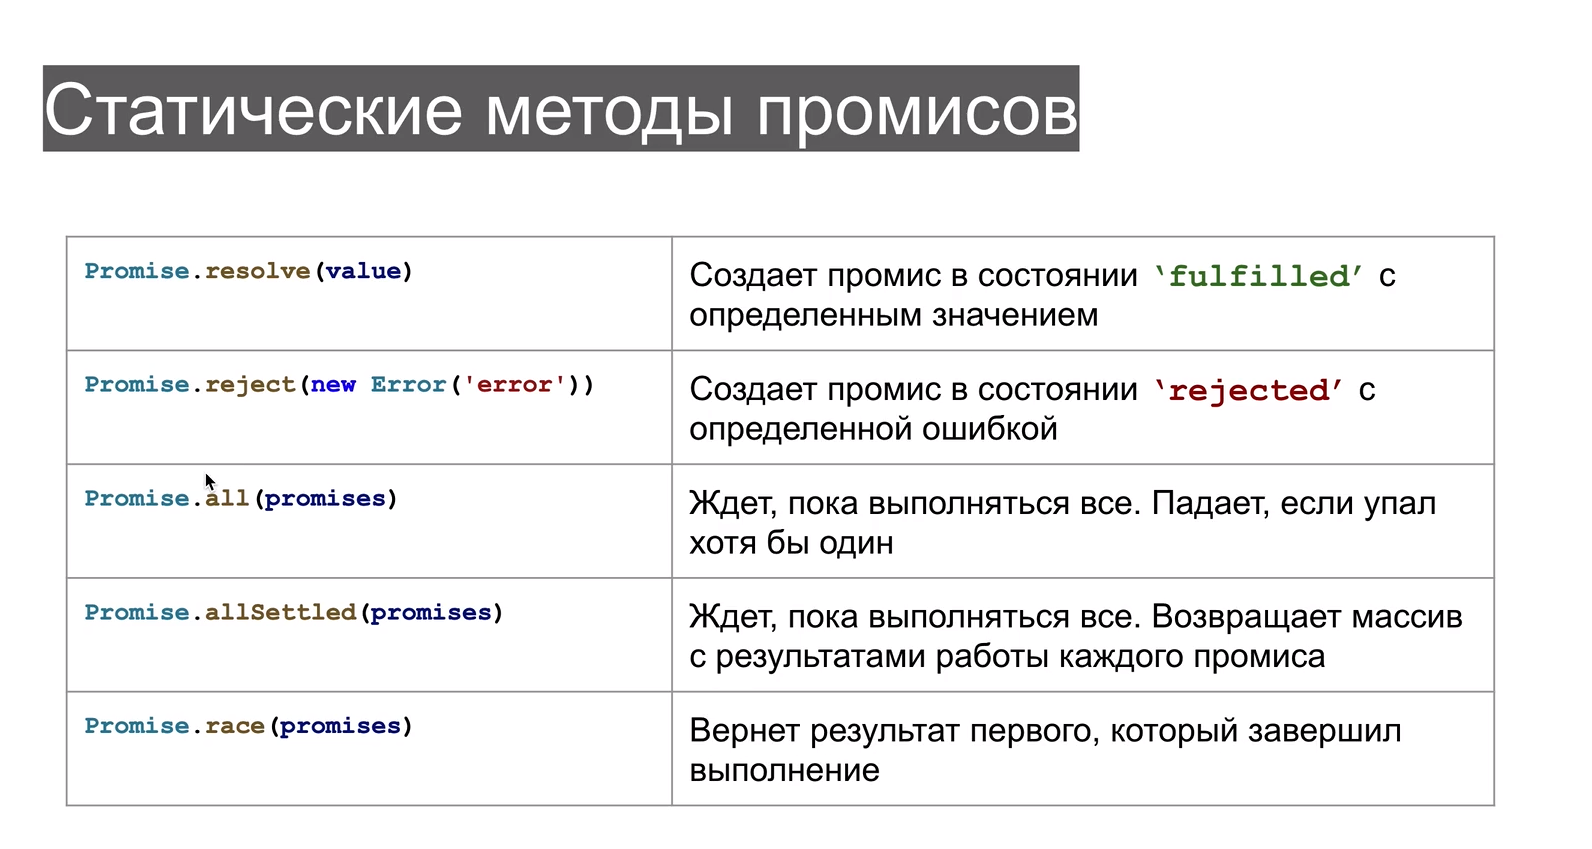 Статические методы промисов
Promise.resolve(value)
Создает промис в состоянии ‘fulfilled’ с
определенным значением
Promise.reject(new Error('error'))
Создает промис в состоянии ‘rejected’ с
определенной ошибкой
Promise.all(promises)
Ждет, пока выполняться все. Падает, если упал
хотя бы один
Promise.allSettled(promises)
Ждет, пока выполняться все. Возвращает массив
с результатами работы каждого промиса
Promise.race(promises)
Вернет результат первого, который завершил
выполнение